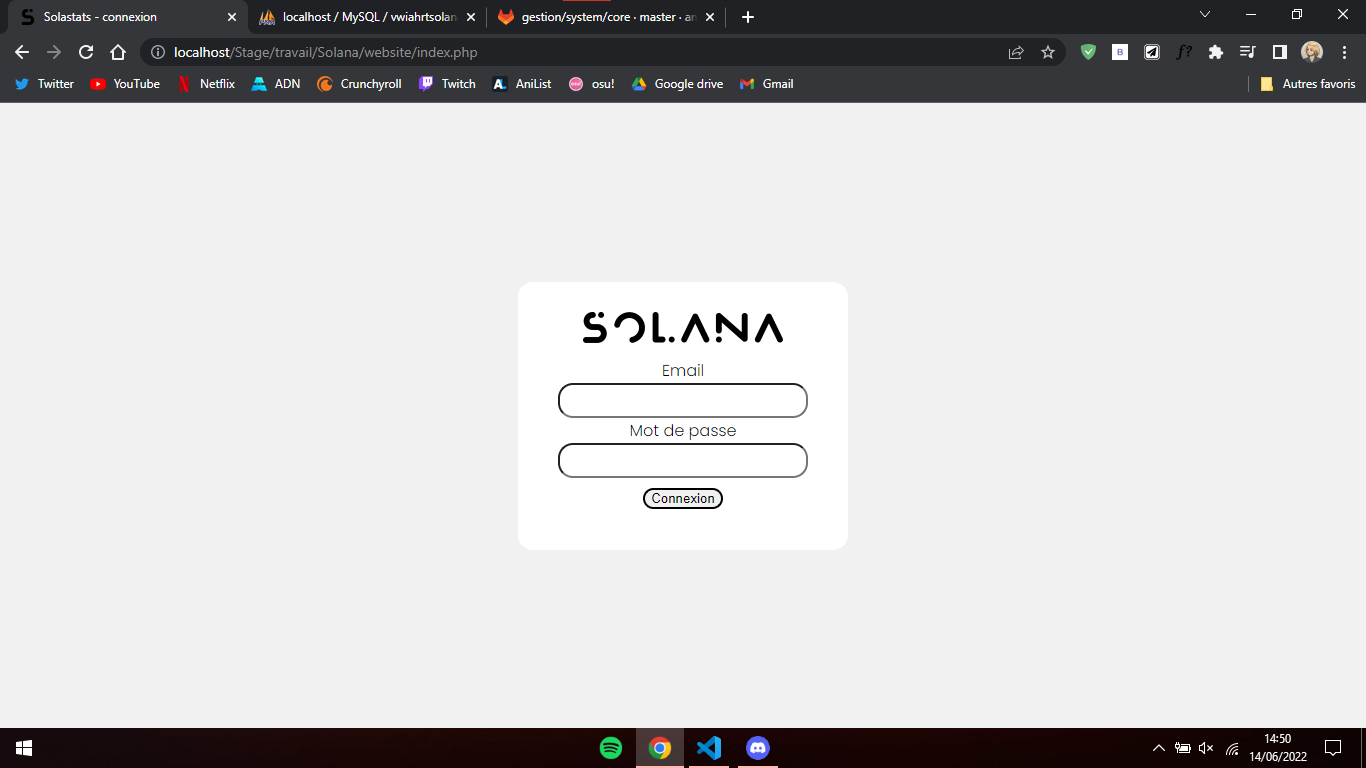 Solastats - connexion
localhost / MySQL / vwiahrtsolan
gestion/system/core · master · an
localhost/Stage/travail/Solana/website/index.php
B
f?
Twitter
YouTube
Netflix
ADN
Crunchyroll
Twitch
A.
AniList
osu!
Google drive
Gmail
Autres favoris
SOLANA
Email
Mot de passe
Connexion
14:50
14/06/2022